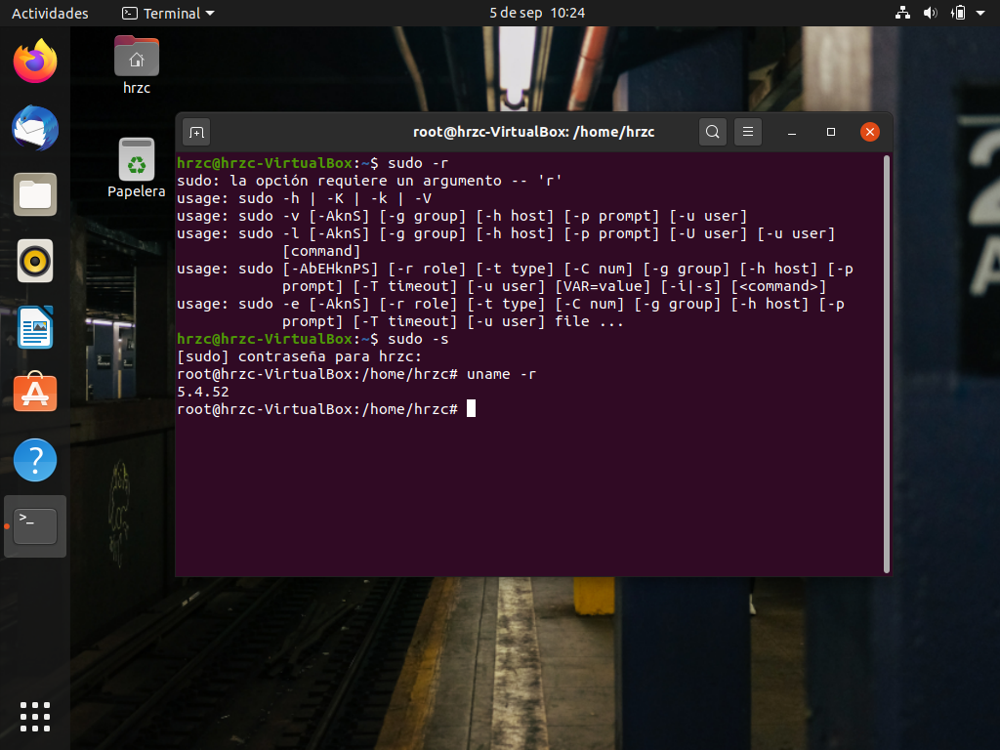 Actividades Terminal 5 de sep 10:24
hrzc
Papelera
root@hrzc-VirtualBox: /home/hrzc
hrzc@hrzc-VirtualBox:~$ sudo -r
sudo: la opción requiere un argumento -- 'r'
usage: sudo -h | -K | -k | -V
usage: sudo -v [-AknS] [-g group] [-h host] [-p prompt] [-u user]
usage: sudo -l [-AknS] [-g group] [-h host] [-p prompt] [-U user] [-u user]
[command]
usage: sudo [-AbEHknPS] [-r role] [-t type] [-C num] [-g group] [-h host] [-p
prompt] [-T timeout] [-u user] [VAR=value] [-i|-s] [<command>]
usage: sudo -e [-AknS] [-r role] [-t type] [-C num] [-g group] [-h host] [-p
prompt] [-T timeout] [-u user] file ...
hrzc@hrzc-VirtualBox:~$ sudo -s
[sudo] contraseña para hrzc:
root@hrzc-VirtualBox:/home/hrzc# uname -r
5.4.52
root@hrzc-VirtualBox:/home/hrzc#